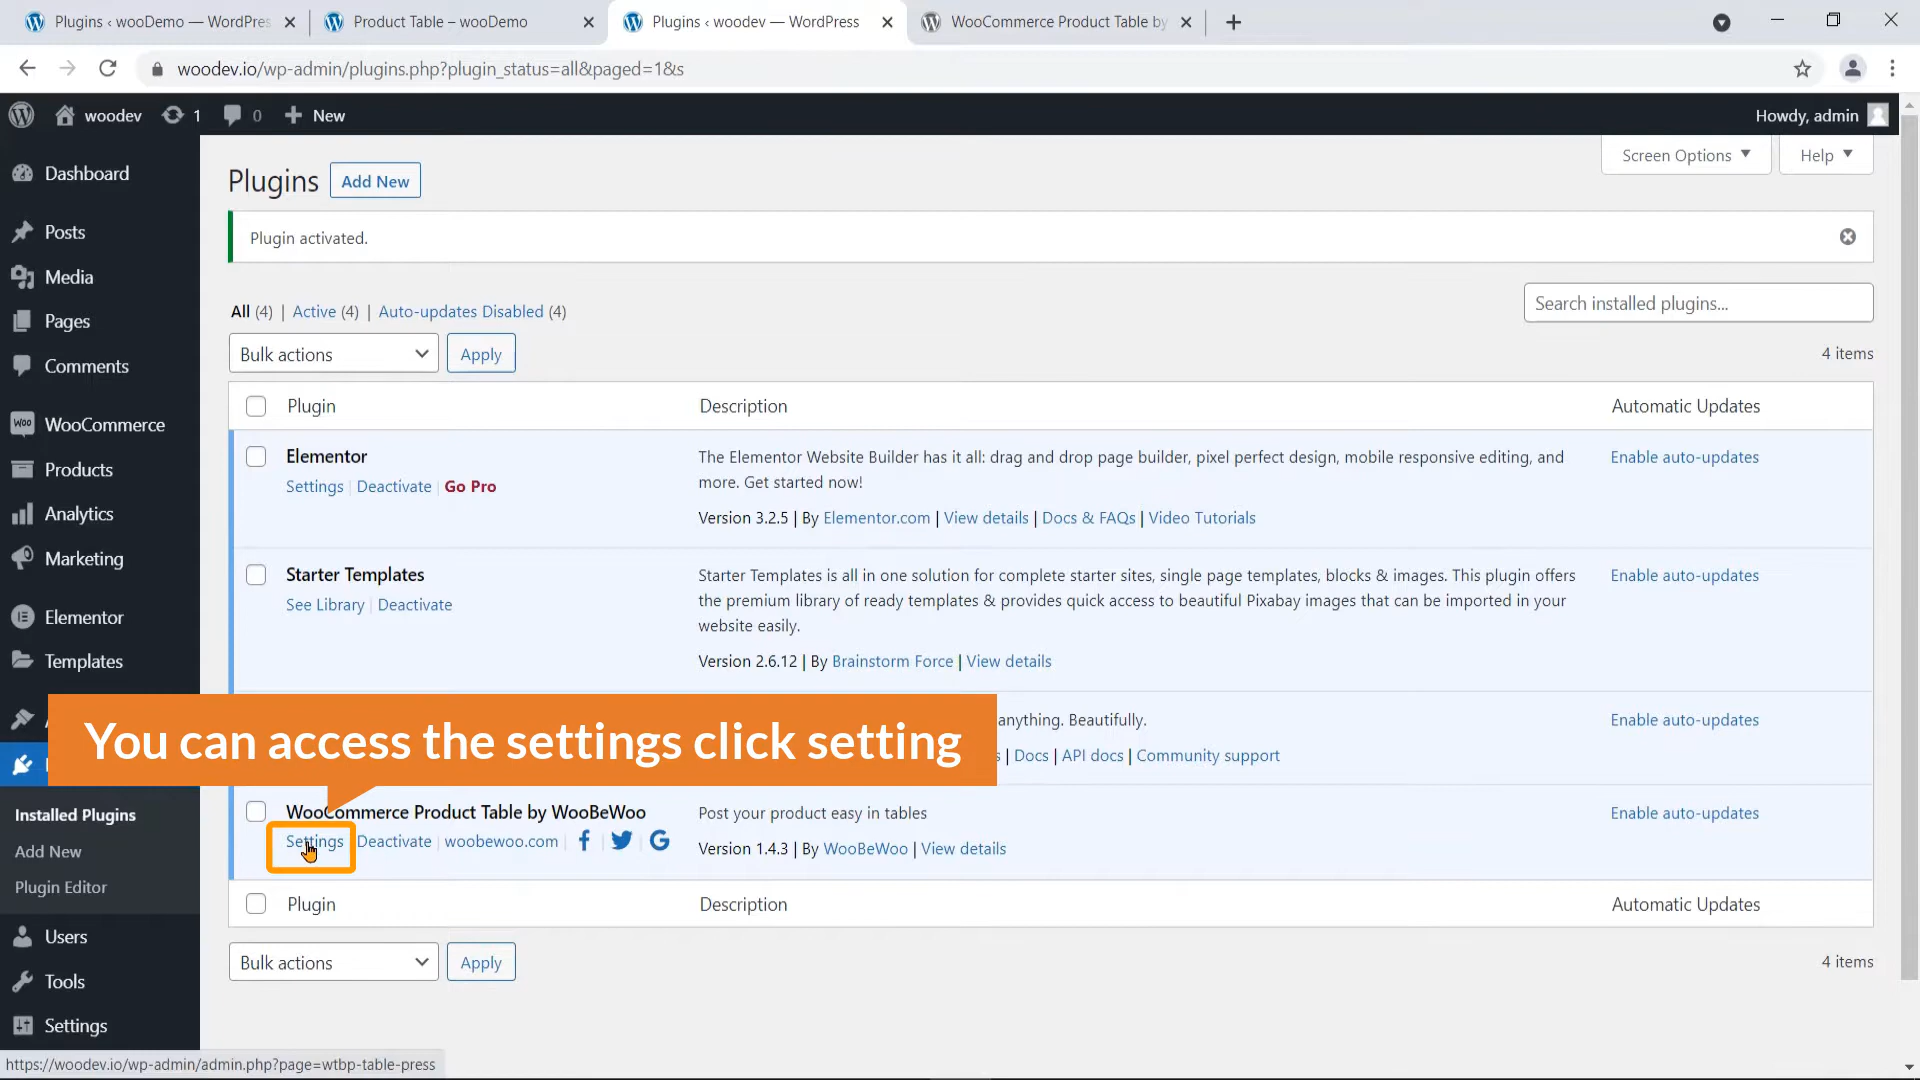 Plugins ‹ wooDemo — WordPres
Product Table – wooDemo
Plugins ‹ woodev — WordPress
WooCommerce Product Table by
woodev.io/wp-admin/plugins.php?plugin_status=all&paged=1&s
woodev
1
0
New
Howdy, admin
Screen Options
Help
Dashboard
Posts
Media
Pages
Comments
WooCommerce
Products
Analytics
Marketing
Elementor
Templates
Installed Plugins
Add New
Plugin Editor
Users
Tools
Settings
Plugins
Add New
Plugin activated.
All (4) | Active (4) | Auto-updates Disabled (4)
Search installed plugins...
Bulk actions
Apply
4 items
Plugin
Description
Automatic Updates
Elementor
Settings | Deactivate | Go Pro
The Elementor Website Builder has it all: drag and drop page builder, pixel perfect design, mobile responsive editing, and
more. Get started now!
Version 3.2.5 | By Elementor.com | View details | Docs & FAQs | Video Tutorials
Enable auto-updates
Starter Templates
See Library | Deactivate
Starter Templates is all in one solution for complete starter sites, single page templates, blocks & images. This plugin offers
the premium library of ready templates & provides quick access to beautiful Pixabay images that can be imported in your
website easily.
Version 2.6.12 | By Brainstorm Force | View details
Enable auto-updates
You can access the settings click setting
anything. Beautifully.
| Docs | API docs | Community support
Enable auto-updates
WooCommerce Product Table by WooBeWoo
Settings Deactivate | woobewoo.com
Post your product easy in tables
Version 1.4.3 | By WooBeWoo | View details
Enable auto-updates
Plugin
Description
Automatic Updates
Bulk actions
Apply
4 items
https://woodev.io/wp-admin/admin.php?page=wtbp-table-press